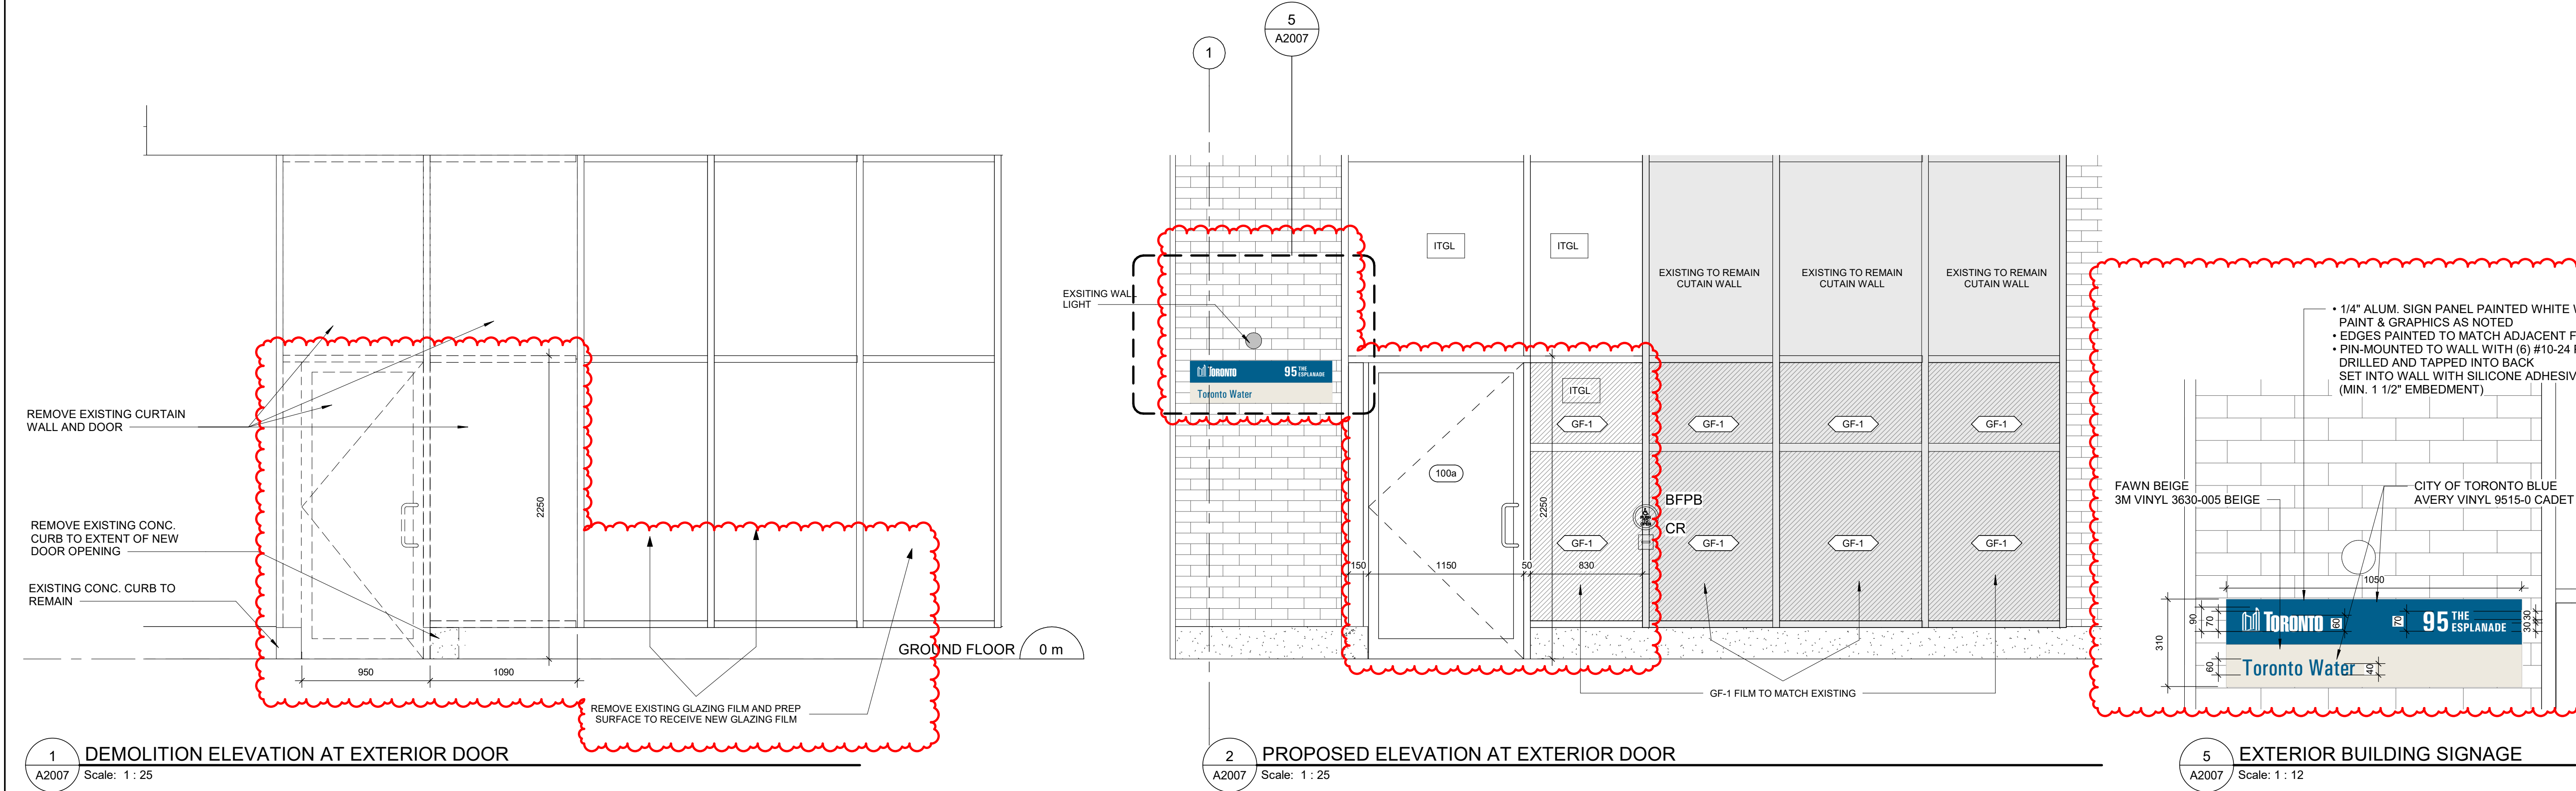 REMOVE EXISTING CURTAIN
WALL AND DOOR
REMOVE EXISTING CONC.
CURB TO EXTENT OF NEW
DOOR OPENING
EXISTING CONC. CURB TO
REMAIN
2250
950
1090
GROUND FLOOR
0 m
REMOVE EXISTING GLAZING FILM AND PREP
SURFACE TO RECEIVE NEW GLAZING FILM
1
A2007
DEMOLITION ELEVATION AT EXTERIOR DOOR
Scale: 1 : 25
1
5
A2007
EXSITING WALL
LIGHT
TORONTO
95 THE
ESPLANADE
Toronto Water
ITGL
ITGL
ITGL
EXISTING TO REMAIN
CUTAIN WALL
EXISTING TO REMAIN
CUTAIN WALL
EXISTING TO REMAIN
CUTAIN WALL
GF-1
GF-1
GF-1
GF-1
100a
2250
BFPB
CR
GF-1
GF-1
GF-1
GF-1
150
1150
50
830
GF-1 FILM TO MATCH EXISTING
2
A2007
PROPOSED ELEVATION AT EXTERIOR DOOR
Scale: 1 : 25
• 1/4" ALUM. SIGN PANEL PAINTED WHITE
PAINT & GRAPHICS AS NOTED
• EDGES PAINTED TO MATCH ADJACENT
• PIN-MOUNTED TO WALL WITH (6) #10-24
DRILLED AND TAPPED INTO BACK
SET INTO WALL WITH SILICONE
(MIN. 1 1/2" EMBEDMENT)
FAWN BEIGE
3M VINYL 3630-005 BEIGE
CITY OF TORONTO BLUE
AVERY VINYL 9515-0 CADET
1050
310
90
70
60
TORONTO
60
70
95 THE
ESPLANADE
30
30
Toronto Water
40
5
A2007
EXTERIOR BUILDING SIGNAGE
Scale: 1 : 12